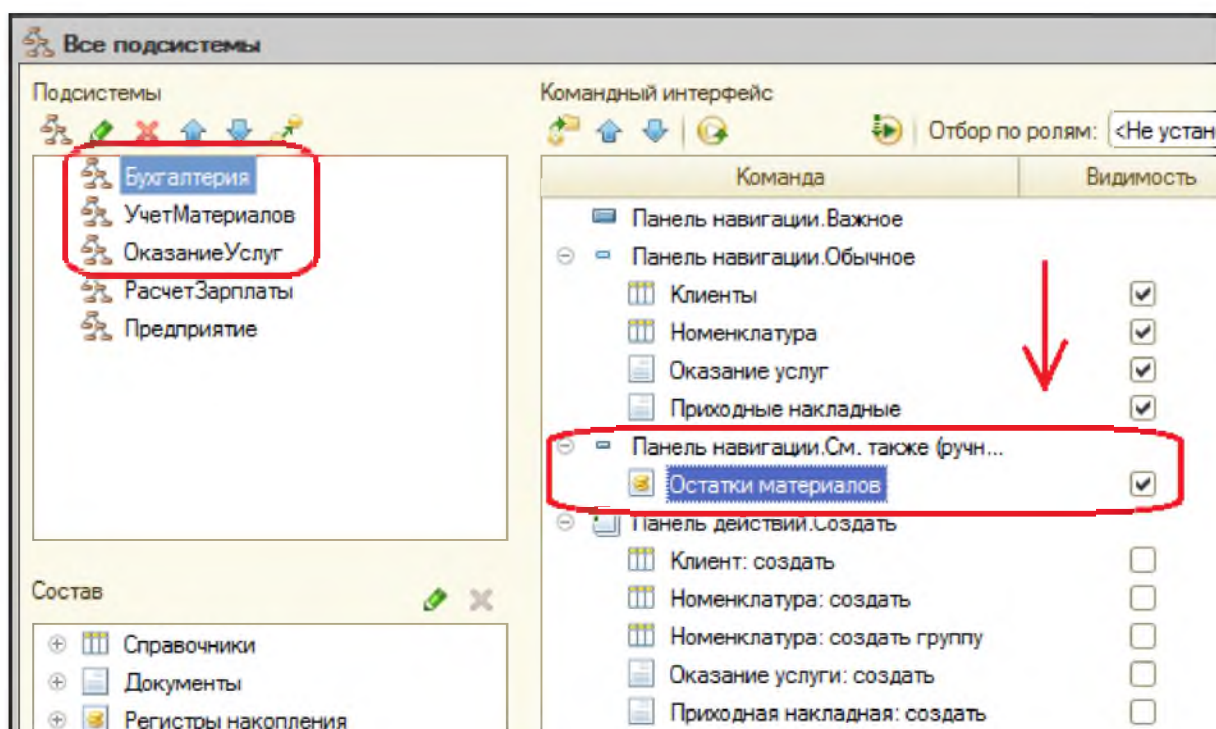 Все подсистемы
Подсистемы
Бухгалтерия
УчетМатериалов
ОказаниеУслуг
РасчетЗарплаты
Предприятие
Состав
Справочники
Документы
Регистры накопления
Командный интерфейс
Отбор по ролям: <Не устан
Команда Видимость
Панель навигации.Важное
Панель навигации.Обычное
Клиенты
Номенклатура
Оказание услуг
Приходные накладные
Панель навигации.См. также (ручн...
Остатки материалов
Панель действий.Создать
Клиент: создать
Номенклатура: создать
Номенклатура: создать группу
Оказание услуги: создать
Приходная накладная: создать